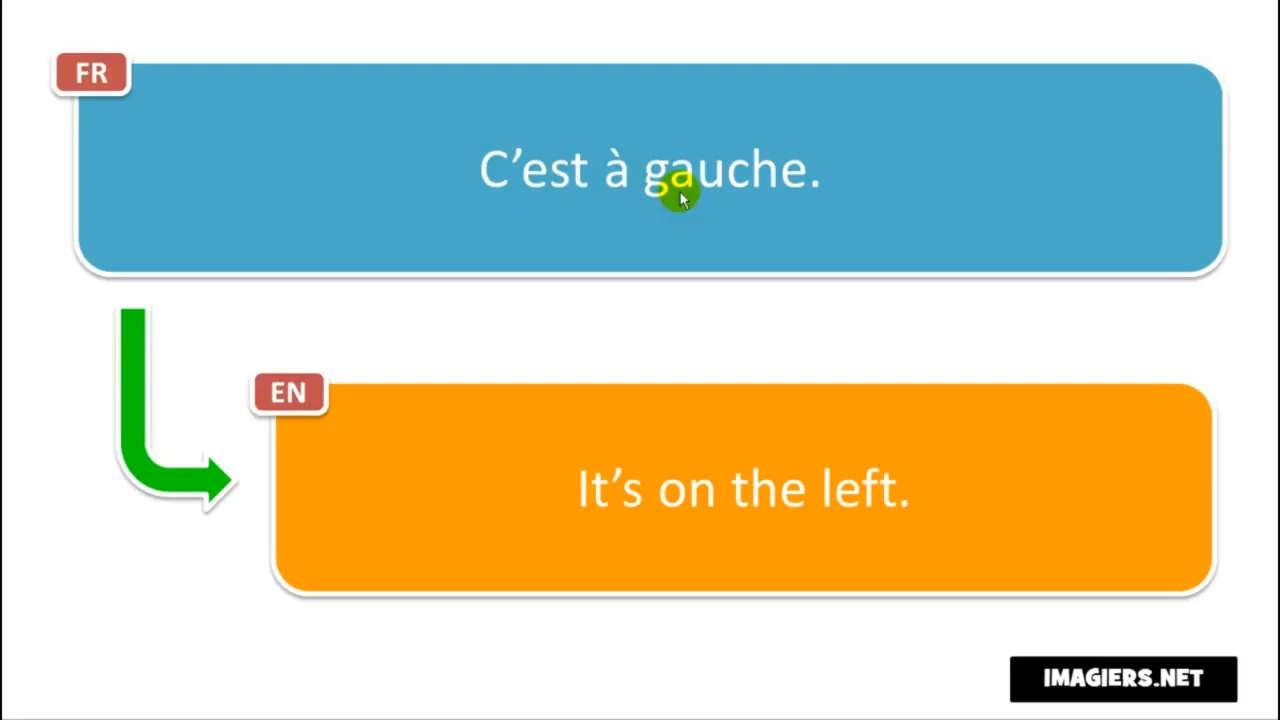 FR
C’est à gauche.
EN
It’s on the left.
IMAGIERS.NET